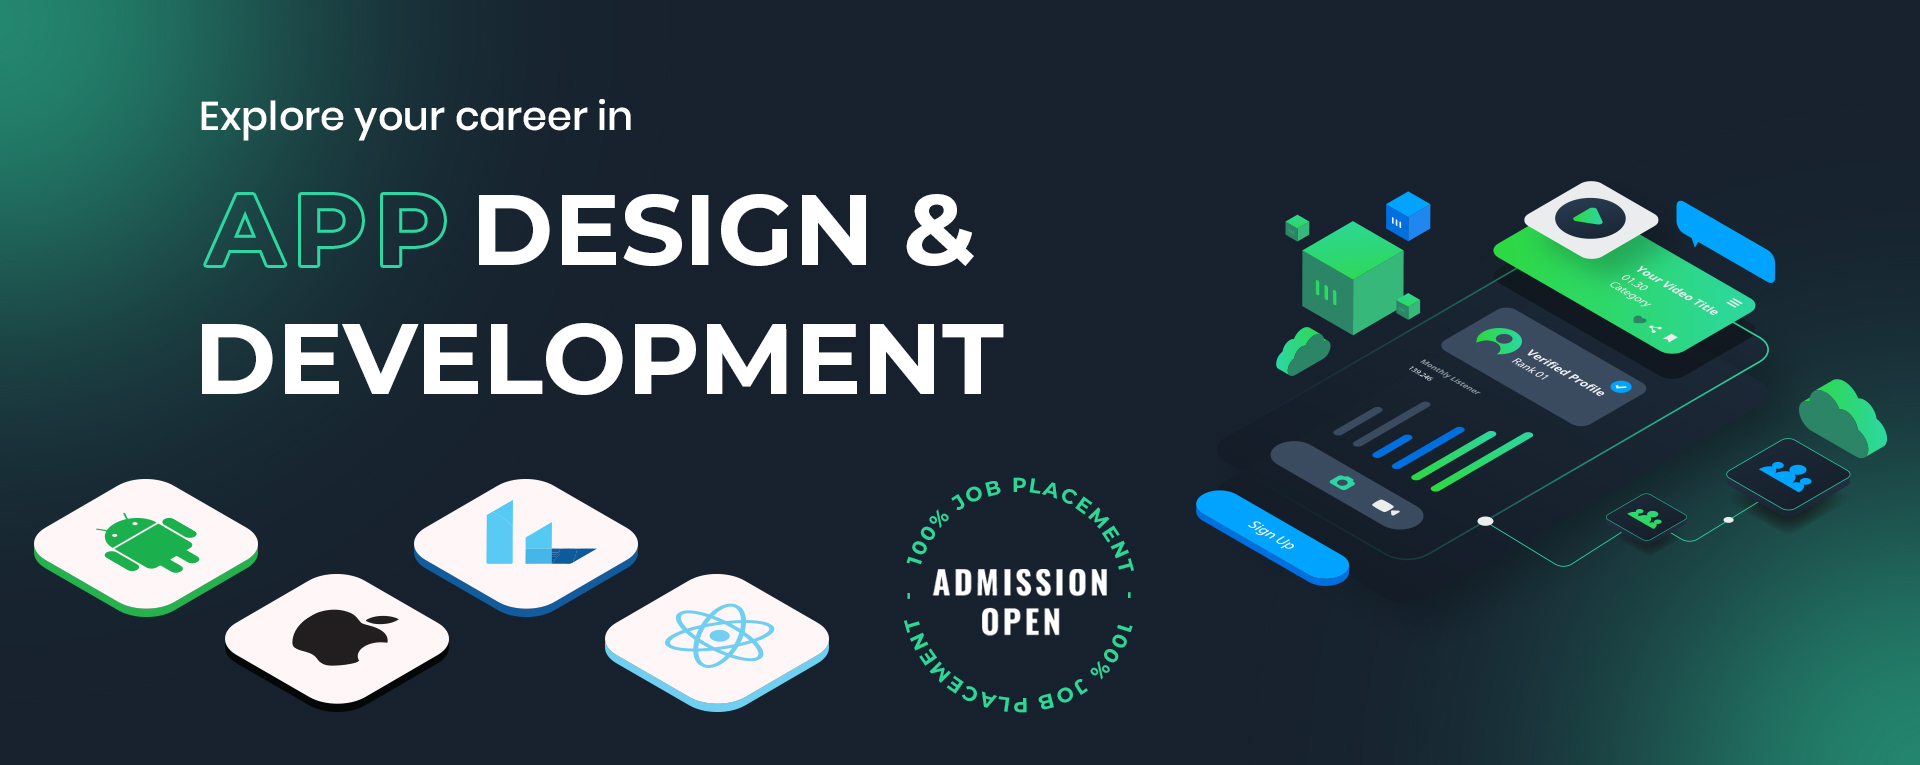 Explore your career in
APP DESIGN &
DEVELOPMENT
100% JOB PLACEMENT -
ADMISSION
OPEN
100% JOB PLACEMENT -
Your Video Title
01.30
Category
Verified Profile
Rank 01
Monthly Listener
139.246
Sign Up